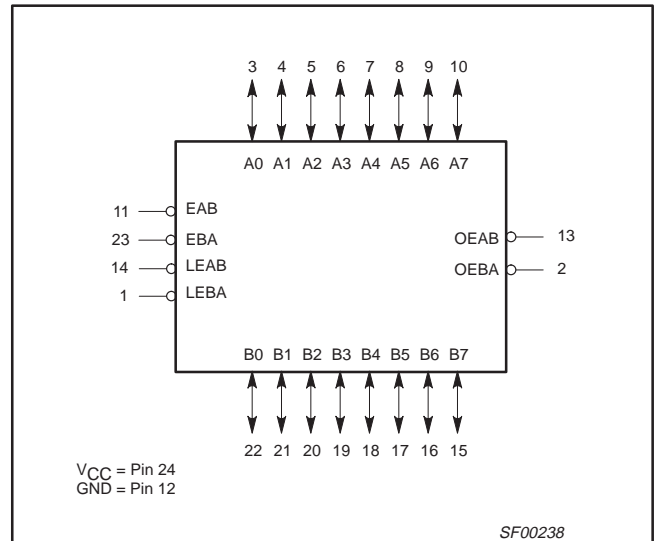 3 4 5 6 7 8 9 10
A0 A1 A2 A3 A4 A5 A6 A7
11 EAB
23 EBA
14 LEAB
1 LEBA
OEAB 13
OEBA 2
B0 B1 B2 B3 B4 B5 B6 B7
22 21 20 19 18 17 16 15
VCC = Pin 24
GND = Pin 12
SF00238